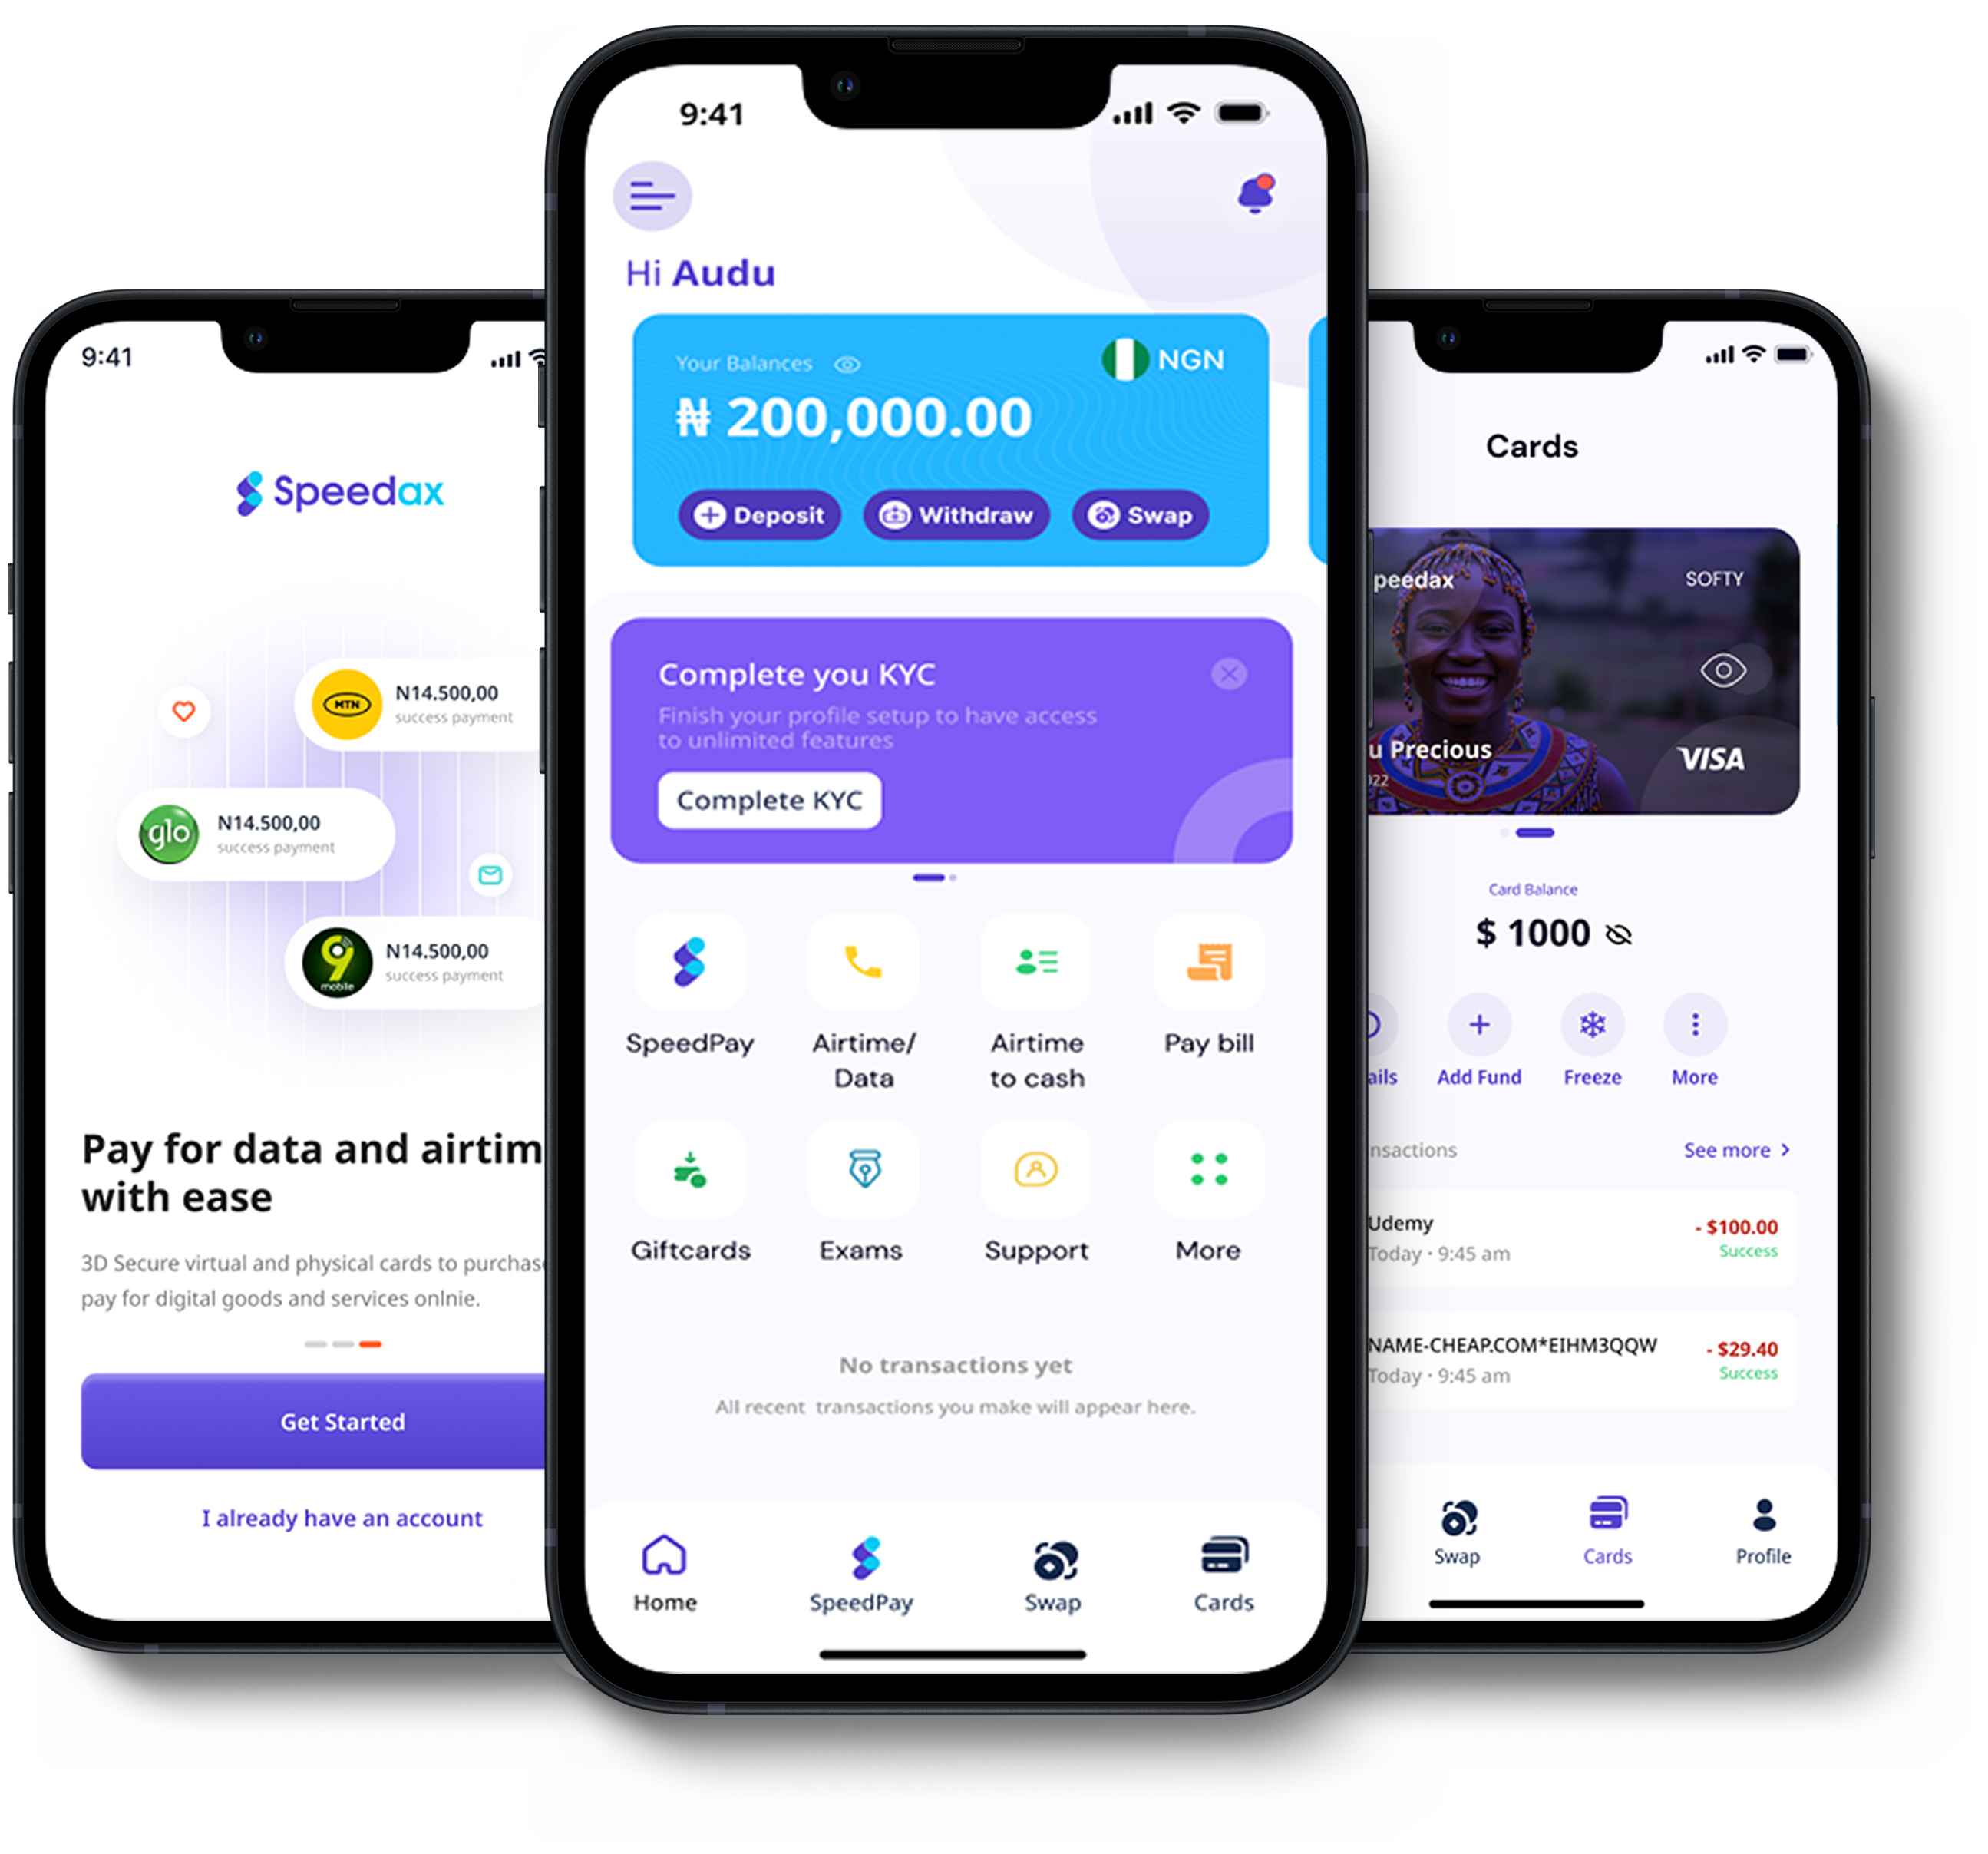 9:41
Speedax
MTN
N14.500,00
success payment
glo
N14.500,00
success payment
9
mobile
N14.500,00
success payment
Pay for data and airtim
with ease
3D Secure virtual and physical cards to purchase
pay for digital goods and services onlnie.
Get Started
I already have an account
9:41
Hi Audu
Your Balances
NGN
₦ 200,000.00
Deposit
Withdraw
Swap
Complete you KYC
Finish your profile setup to have access
to unlimited features
Complete KYC
SpeedPay
Airtime/
Data
Airtime
to cash
Pay bill
Giftcards
Exams
Support
More
No transactions yet
All recent transactions you make will appear here.
Home
SpeedPay
Swap
Cards
Cards
peedax
SOFTY
u Precious
022
VISA
Card Balance
$ 1000
ails
Add Fund
Freeze
More
nsactions
See more
Udemy
- $100.00
Today · 9:45 am
Success
NAME-CHEAP.COM*EIHM3QQW
- $29.40
Today · 9:45 am
Success
Swap
Cards
Profile